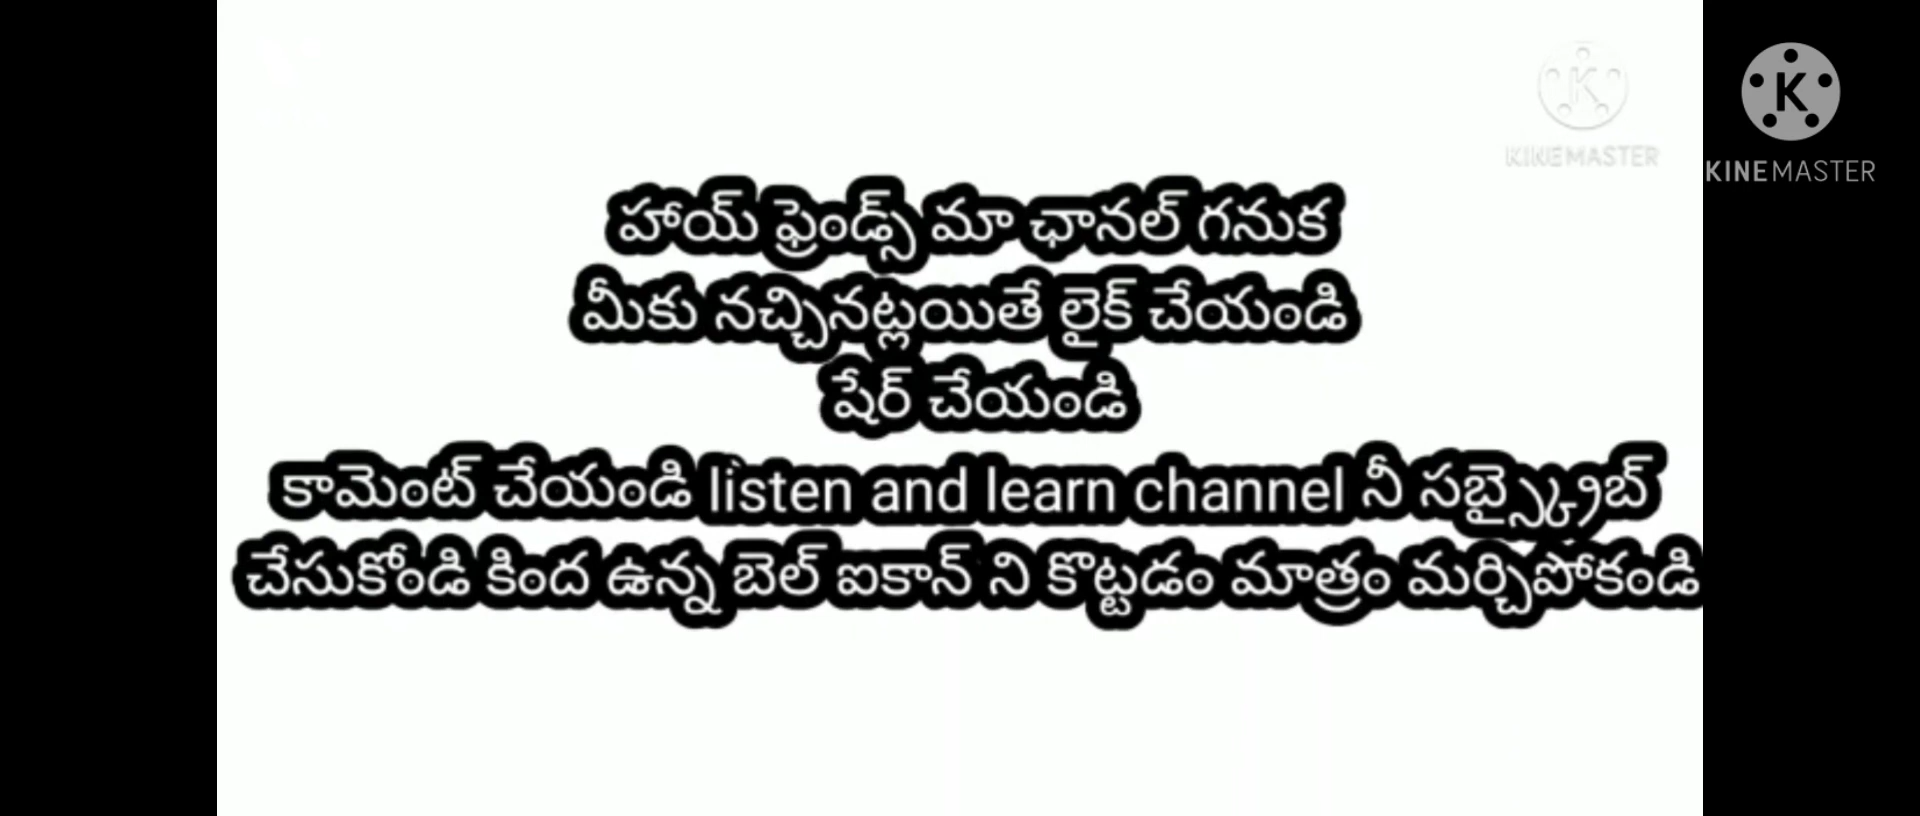 KINEMASTER
KINEMASTER
హాయ్ ఫ్రెండ్స్ మా ఛానల్ గనుక
మీకు నచ్చినట్లయితే లైక్ చేయండి
షేర్ చేయండి
కామెంట్ చేయండి listen and learn channel నీ సబ్స్క్రైబ్
చేసుకోండి కింద ఉన్న బెల్ ఐకాన్ ని కొట్టడం మాత్రం మర్చిపోకండి